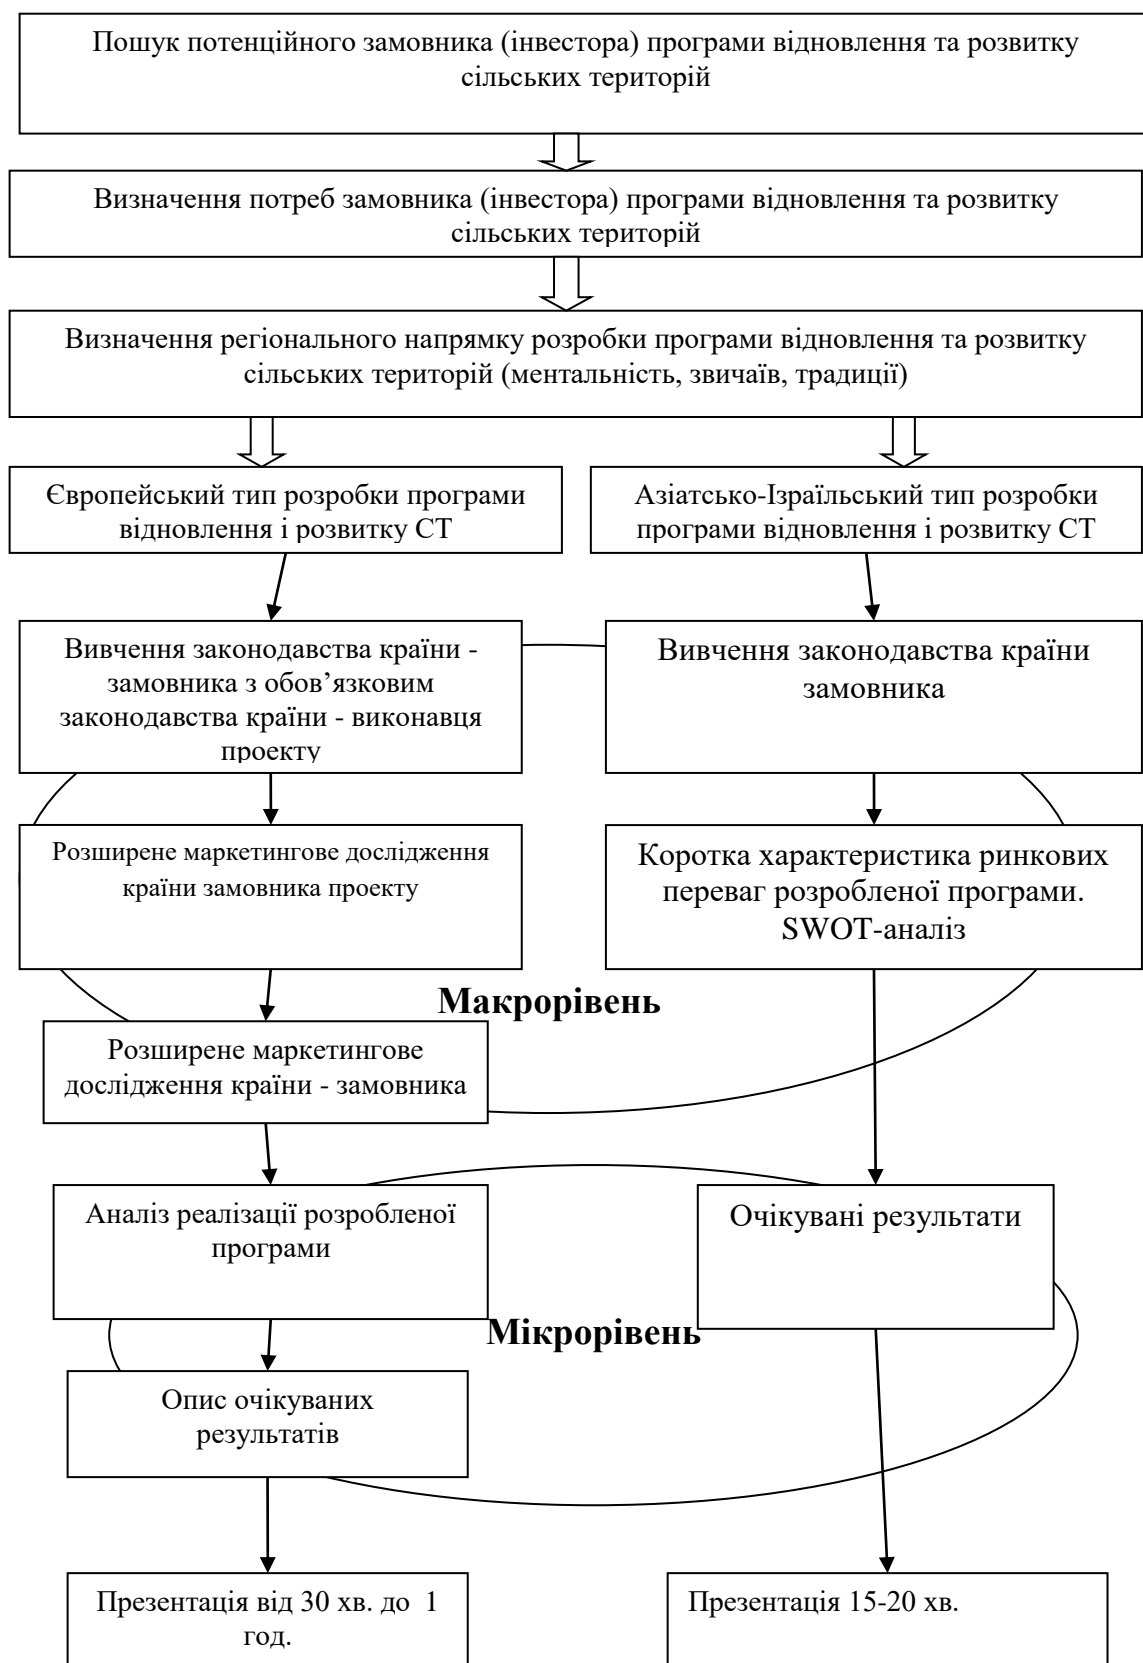 Пошук потенційного замовника (інвестора) програми відновлення та розвитку
сільських територій
Визначення потреб замовника (інвестора) програми відновлення та розвитку
сільських територій
Визначення регіонального напрямку розробки програми відновлення та розвитку
сільських територій (ментальність, звичаїв, традиції)
Європейський тип розробки програми
відновлення і розвитку СТ
Азіатсько-Ізраїльський тип розробки
програми відновлення і розвитку СТ
Вивчення законодавства країни -
замовника з обов’язковим
законодавства країни - виконавця
проекту
Вивчення законодавства країни
замовника
Розширене маркетингове дослідження
країни замовника проекту
Коротка характеристика ринкових
переваг розробленої програми.
SWOT-аналіз
Макрорівень
Розширене маркетингове
дослідження країни - замовника
Аналіз реалізації розробленої
програми
Очікувані результати
Мікрорівень
Опис очікуваних
результатів
Презентація від 30 хв. до 1
год.
Презентація 15-20 хв.